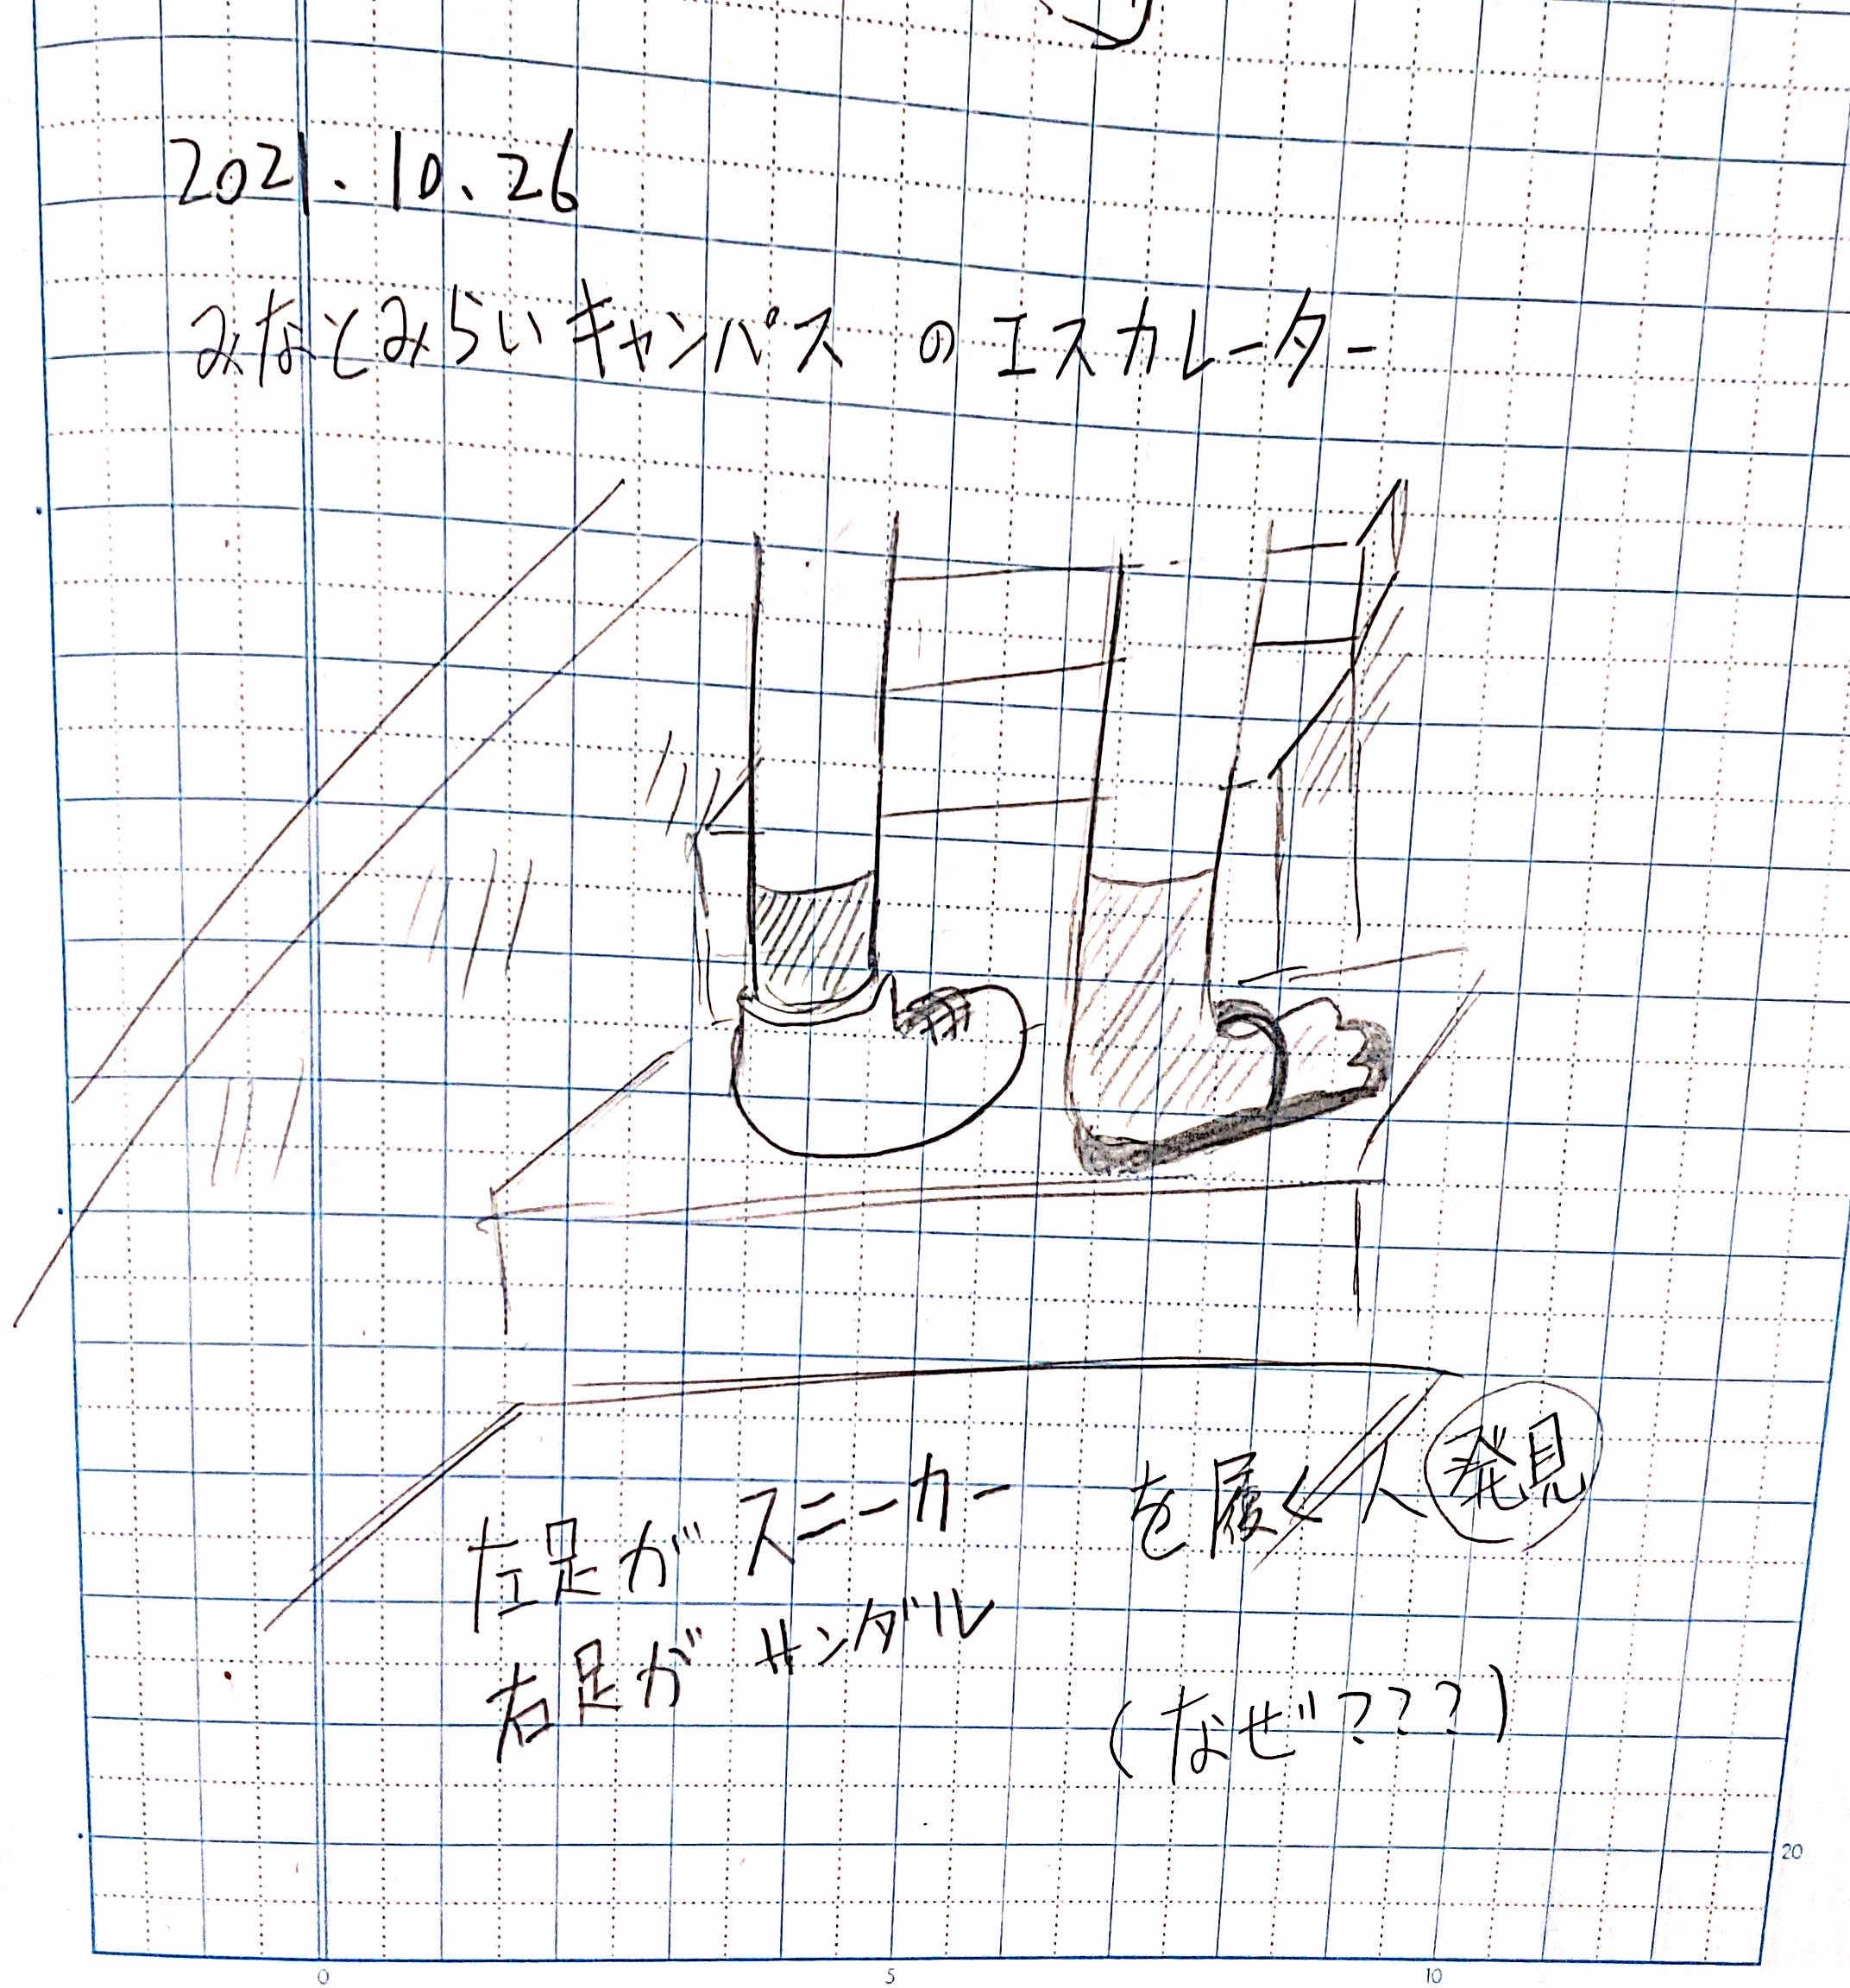 2021.10.26
みなとみらいキャンパス のエスカレーター
左足がスニーカー を履く人 発見
右足がサンダル
(なぜ???)
20
0 5 10